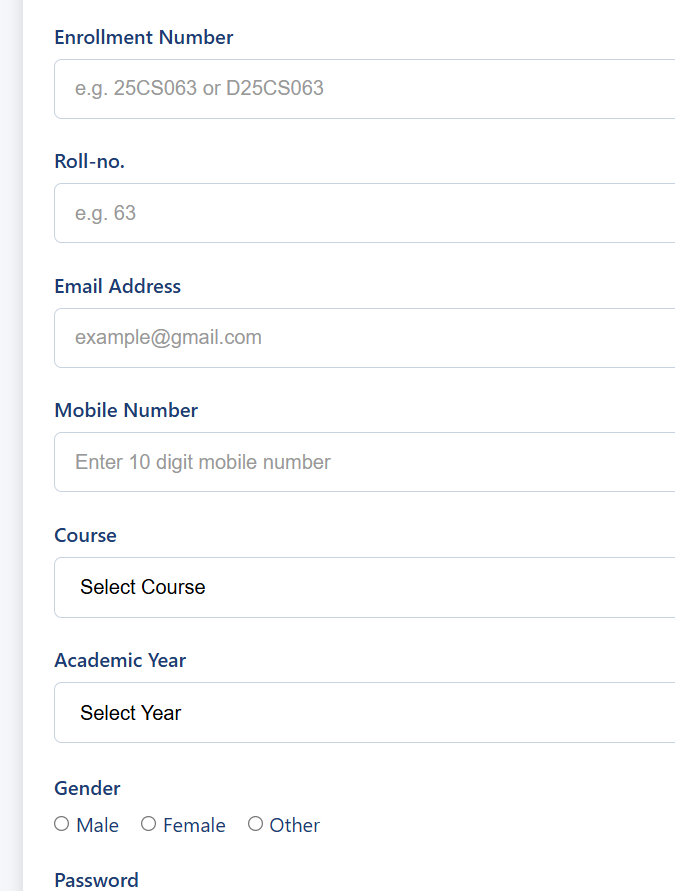 Enrollment Number
e.g. 25CS063 or D25CS063
Roll-no.
e.g. 63
Email Address
example@gmail.com
Mobile Number
Enter 10 digit mobile number
Course
Select Course
Academic Year
Select Year
Gender
Male Female Other
Password